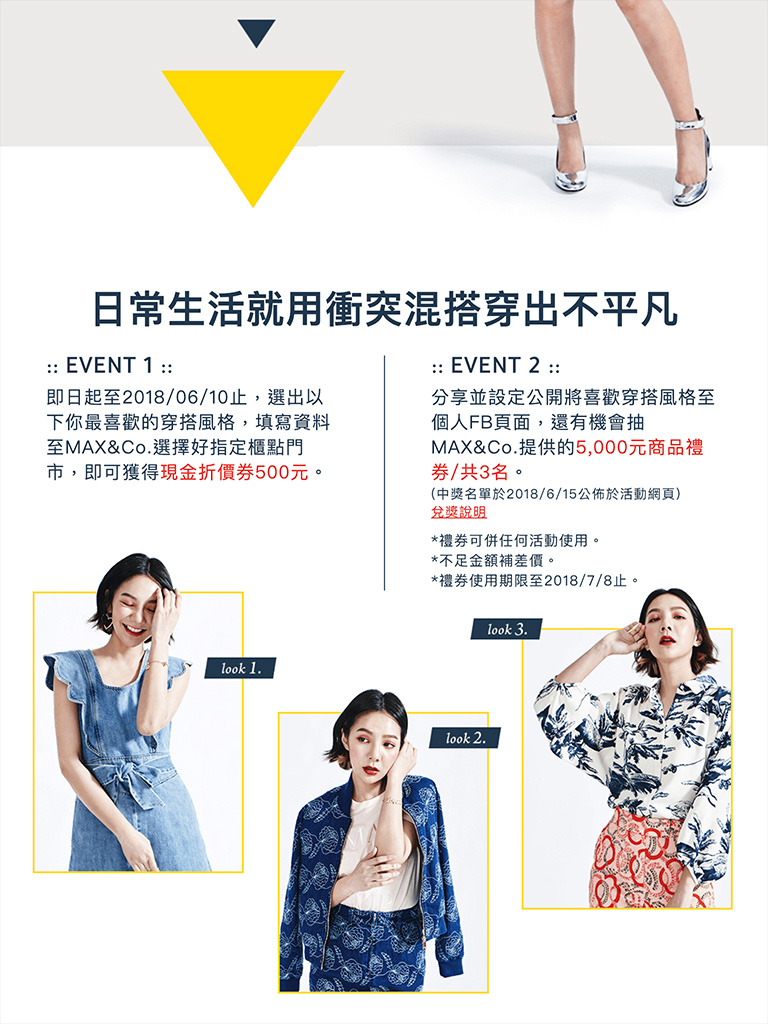 日常生活就用衝突混搭穿出不平凡
:: EVENT 1 ::
即日起至2018/06/10止，選出以
下你最喜歡的穿搭風格，填寫資料
至MAX&Co.選擇好指定櫃點門
市，即可獲得現金折價券500元。
:: EVENT 2 ::
分享並設定公開將喜歡穿搭風格至
個人FB頁面，還有機會抽
MAX&Co.提供的5,000元商品禮
券/共3名。
(中獎名單於2018/6/15公佈於活動網頁)
兌獎說明
*禮券可併任何活動使用。
*不足金額補差價。
*禮券使用期限至2018/7/8止。
look 1.
look 2.
look 3.